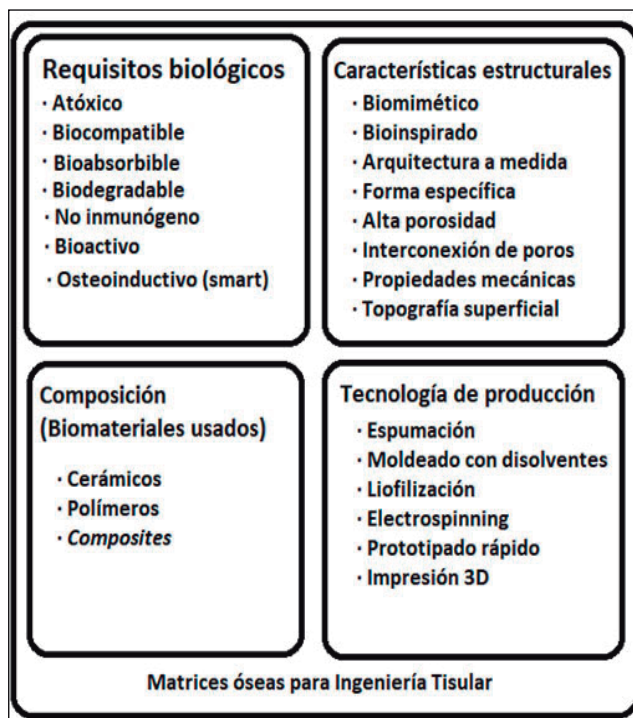 Requisitos biológicos
· Atóxico
· Biocompatible
· Bioabsorbible
· Biodegradable
· No inmunógeno
· Bioactivo
· Osteoinductivo (smart)
Características estructurales
· Biomimético
· Bioinspirado
· Arquitectura a medida
· Forma específica
· Alta porosidad
· Interconexión de poros
· Propiedades mecánicas
· Topografía superficial
Composición
(Biomateriales usados)
· Cerámicos
· Polímeros
· Composites
Tecnología de producción
· Espumación
· Moldeado con disolventes
· Liofilización
· Electrospinning
· Prototipado rápido
· Impresión 3D
Matrices óseas para Ingeniería Tisular